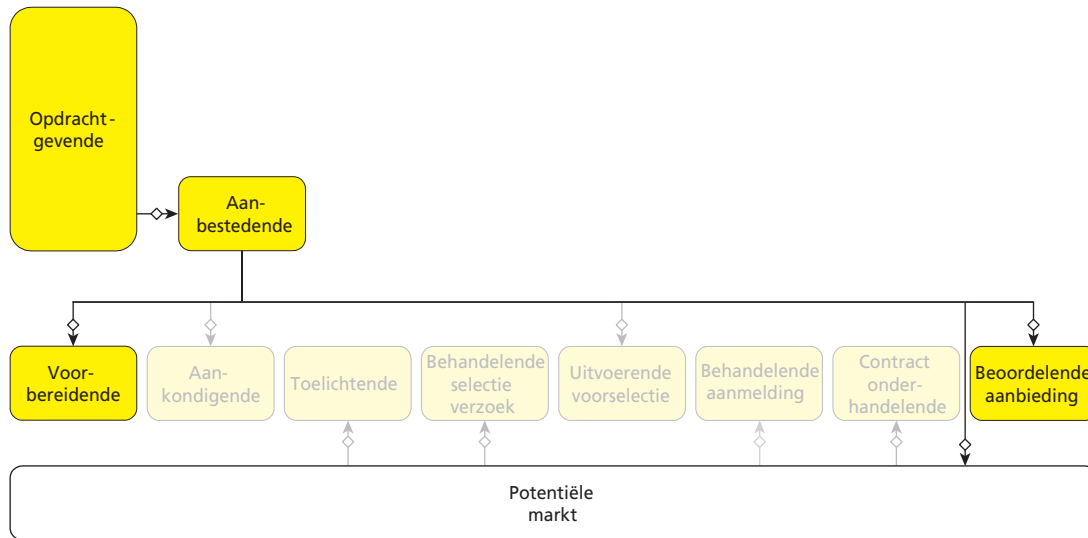 Opdracht-
gevende
Aan-
bestedende
Voor-
bereidende
Aan-
kondigende
Toelichtende
Behandelende
selectie
verzoek
Uitvoerende
voorselectie
Behandelende
aanmelding
Contract
onder-
handelende
Beoordelende
aanbieding
Potentiële
markt